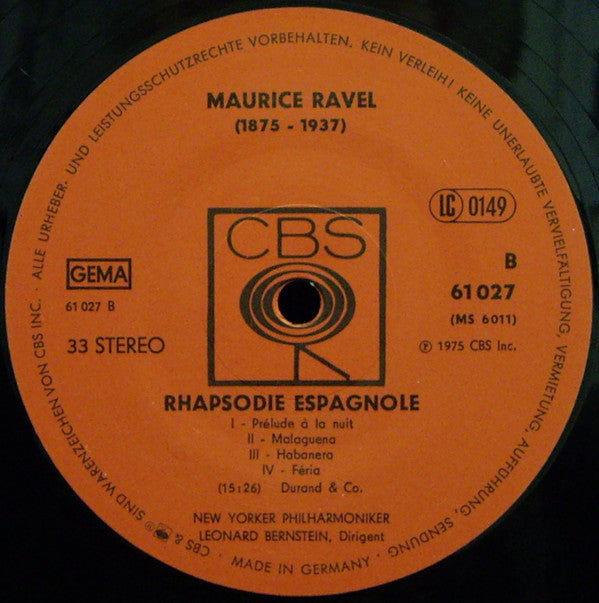 ALLE URHEBER- UND LEISTUNGSSCHUTZRECHTE VORBEHALTEN. KEIN VERLEIH! KEINE UNERLAUBTE VERVIELFÄLTIGUNG, VERMIETUNG, AUFFÜHRUNG, SENDUNG
MAURICE RAVEL
(1875 - 1937)
LC 0149
CBS
GEMA
B
61 027 B
61 027
(MS 6011)
33 STEREO
℗ 1975 CBS Inc.
RHAPSODIE ESPAGNOLE
I - Prélude à la nuit
II - Malaguena
III - Habanera
IV - Féria
(15:26) Durand & Co.
NEW YORKER PHILHARMONIKER
LEONARD BERNSTEIN, Dirigent
· MADE IN GERMANY ·
CBS & ® SIND WARENZEICHEN VON CBS INC. ·